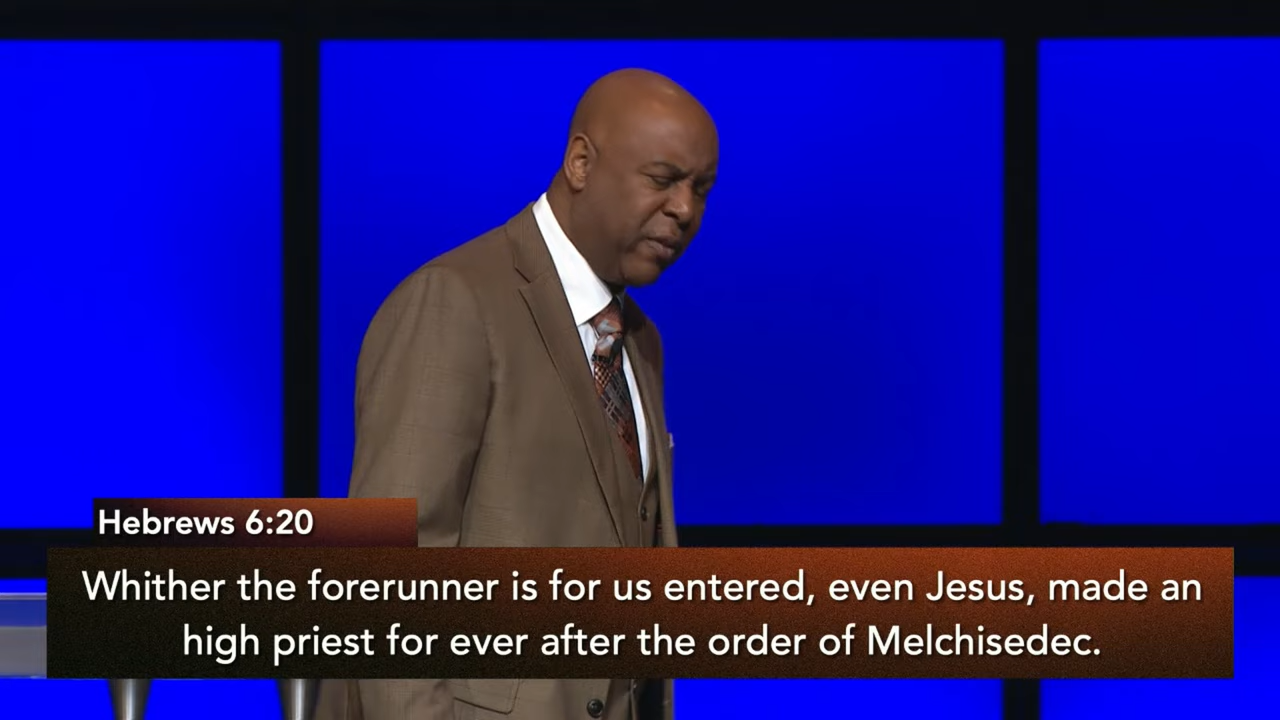 Hebrews 6:20
Whither the forerunner is for us entered, even Jesus, made an
high priest for ever after the order of Melchisedec.